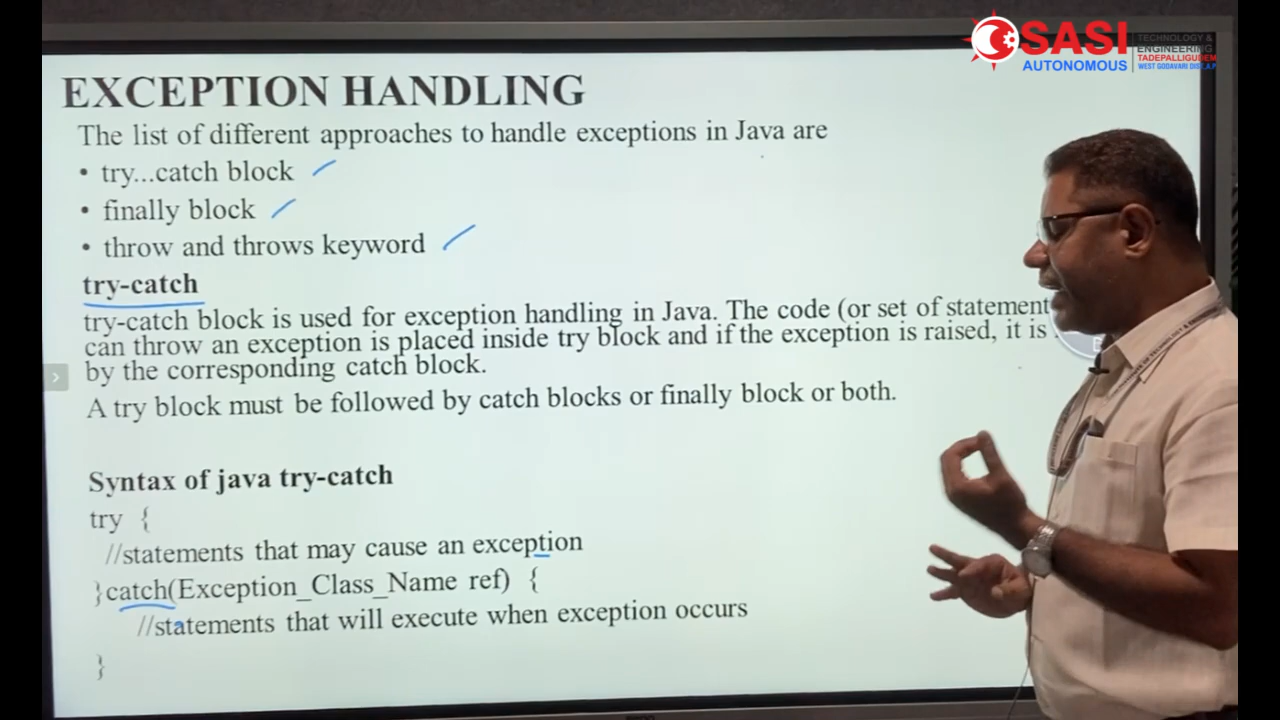 SASI
AUTONOMOUS
TECHNOLOGY &
ENGINEERING
TADEPALLIGUDEM
EXCEPTION HANDLING
The list of different approaches to handle exceptions in Java are
• try...catch block
• finally block
• throw and throws keyword
try-catch
try-catch block is used for exception handling in Java. The code (or set of statement
can throw an exception is placed inside try block and if the exception is raised, it is
by the corresponding catch block.
A try block must be followed by catch blocks or finally block or both.
Syntax of java try-catch
try {
//statements that may cause an exception
}catch(Exception_Class_Name ref) {
//statements that will execute when exception occurs
}